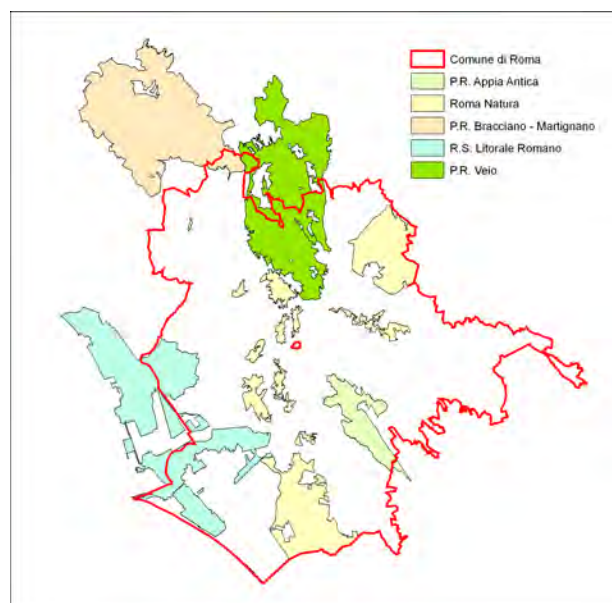 Comune di Roma
P.R. Appia Antica
Roma Natura
P.R. Bracciano - Martignano
R.S. Litorale Romano
P.R. Veio